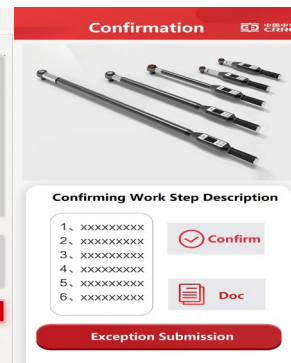 Confirmation
Confirming Work Step Description
1、xxxxxxxxx
2、xxxxxxxxx
3、xxxxxxxxx
4、xxxxxxxxx
5、xxxxxxxxx
6、xxxxxxxxx
Confirm
Doc
Exception Submission